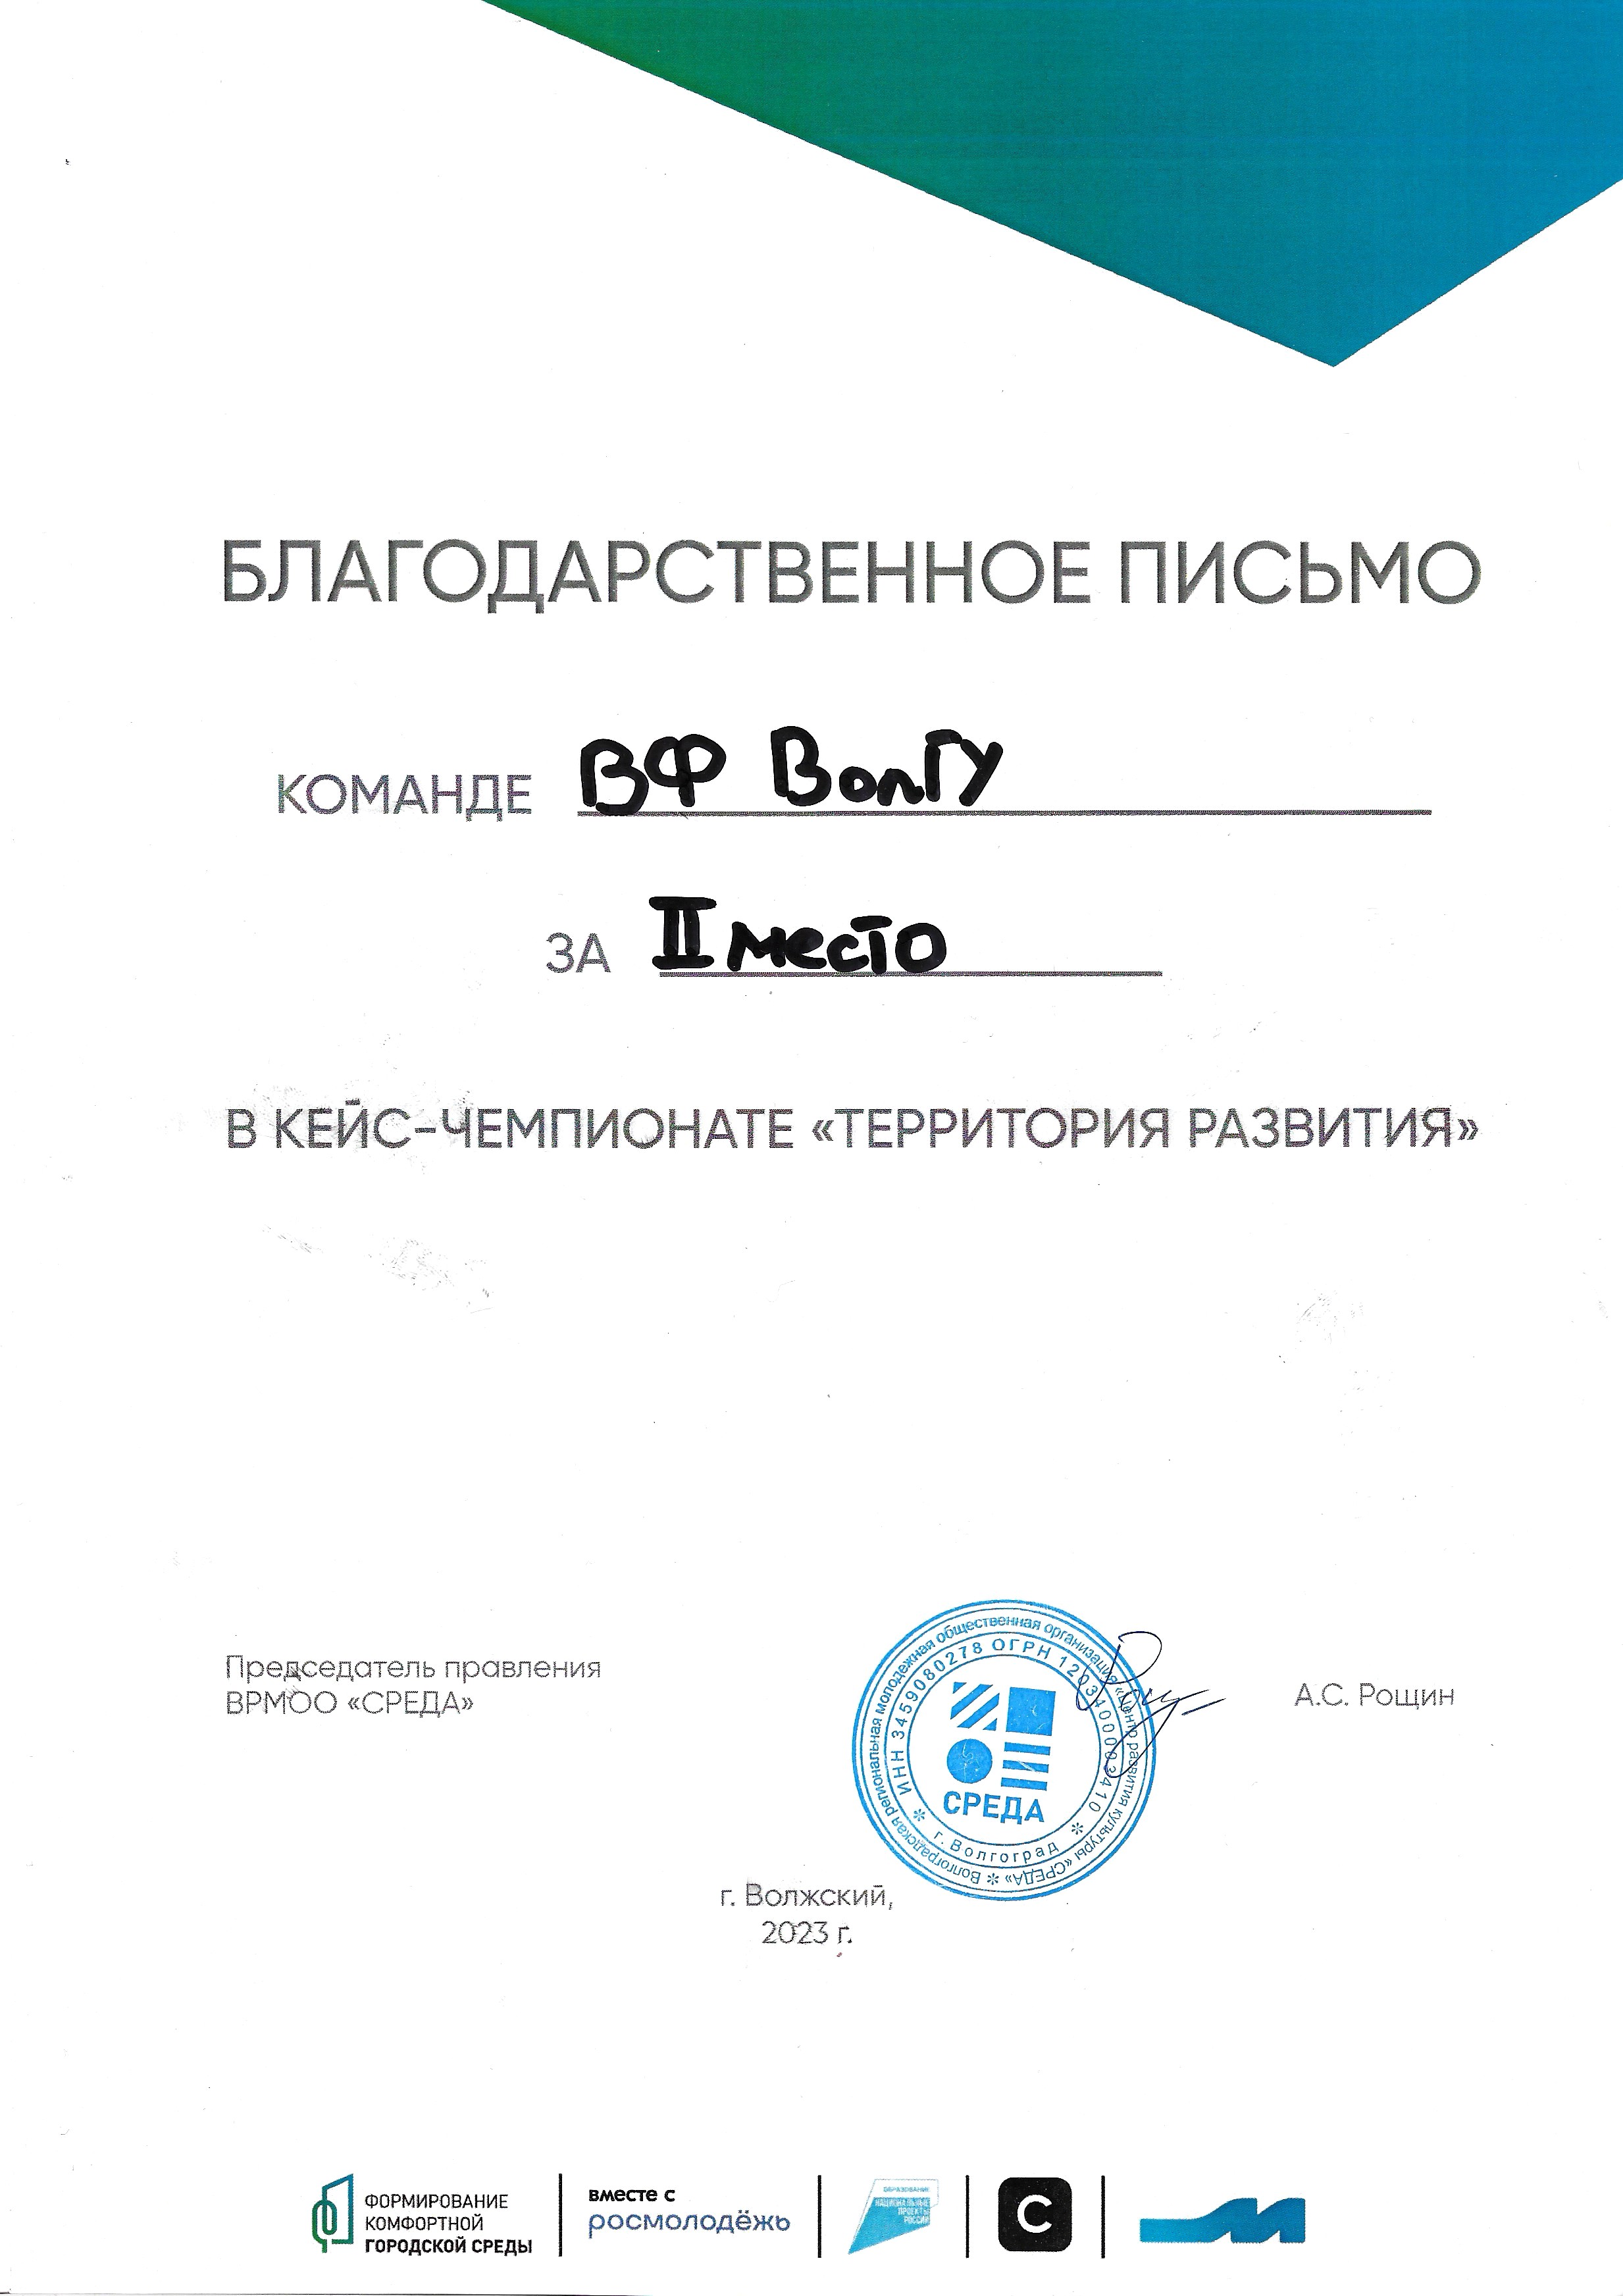 БЛАГОДАРСТВЕННОЕ ПИСЬМО
КОМАНДЕ ВФ ВолГУ
ЗА II место
В КЕЙС-ЧЕМПИОНАТЕ «ТЕРРИТОРИЯ РАЗВИТИЯ»
Председатель правления
ВРМОО «СРЕДА»
Волгоградская региональная молодежная общественная организация «Центр развития культуры «СРЕДА» *
ИНН 3459080278 ОГРН 1203400003410
* г. Волгоград *
СРЕДА
А.С. Рощин
г. Волжский,
2023 г.
ФОРМИРОВАНИЕ
КОМФОРТНОЙ
ГОРОДСКОЙ СРЕДЫ
вместе с
росмолодёжь
ОБРАЗОВАНИЕ
НАЦИОНАЛЬНЫЕ
ПРОЕКТЫ
РОССИИ
С